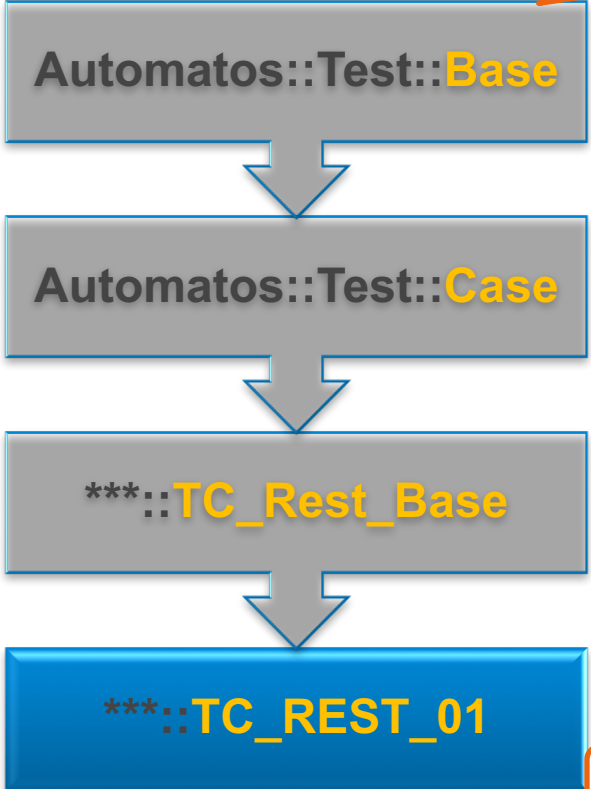 Automatos::Test::Base
Automatos::Test::Case
***::TC_Rest_Base
***::TC_REST_01